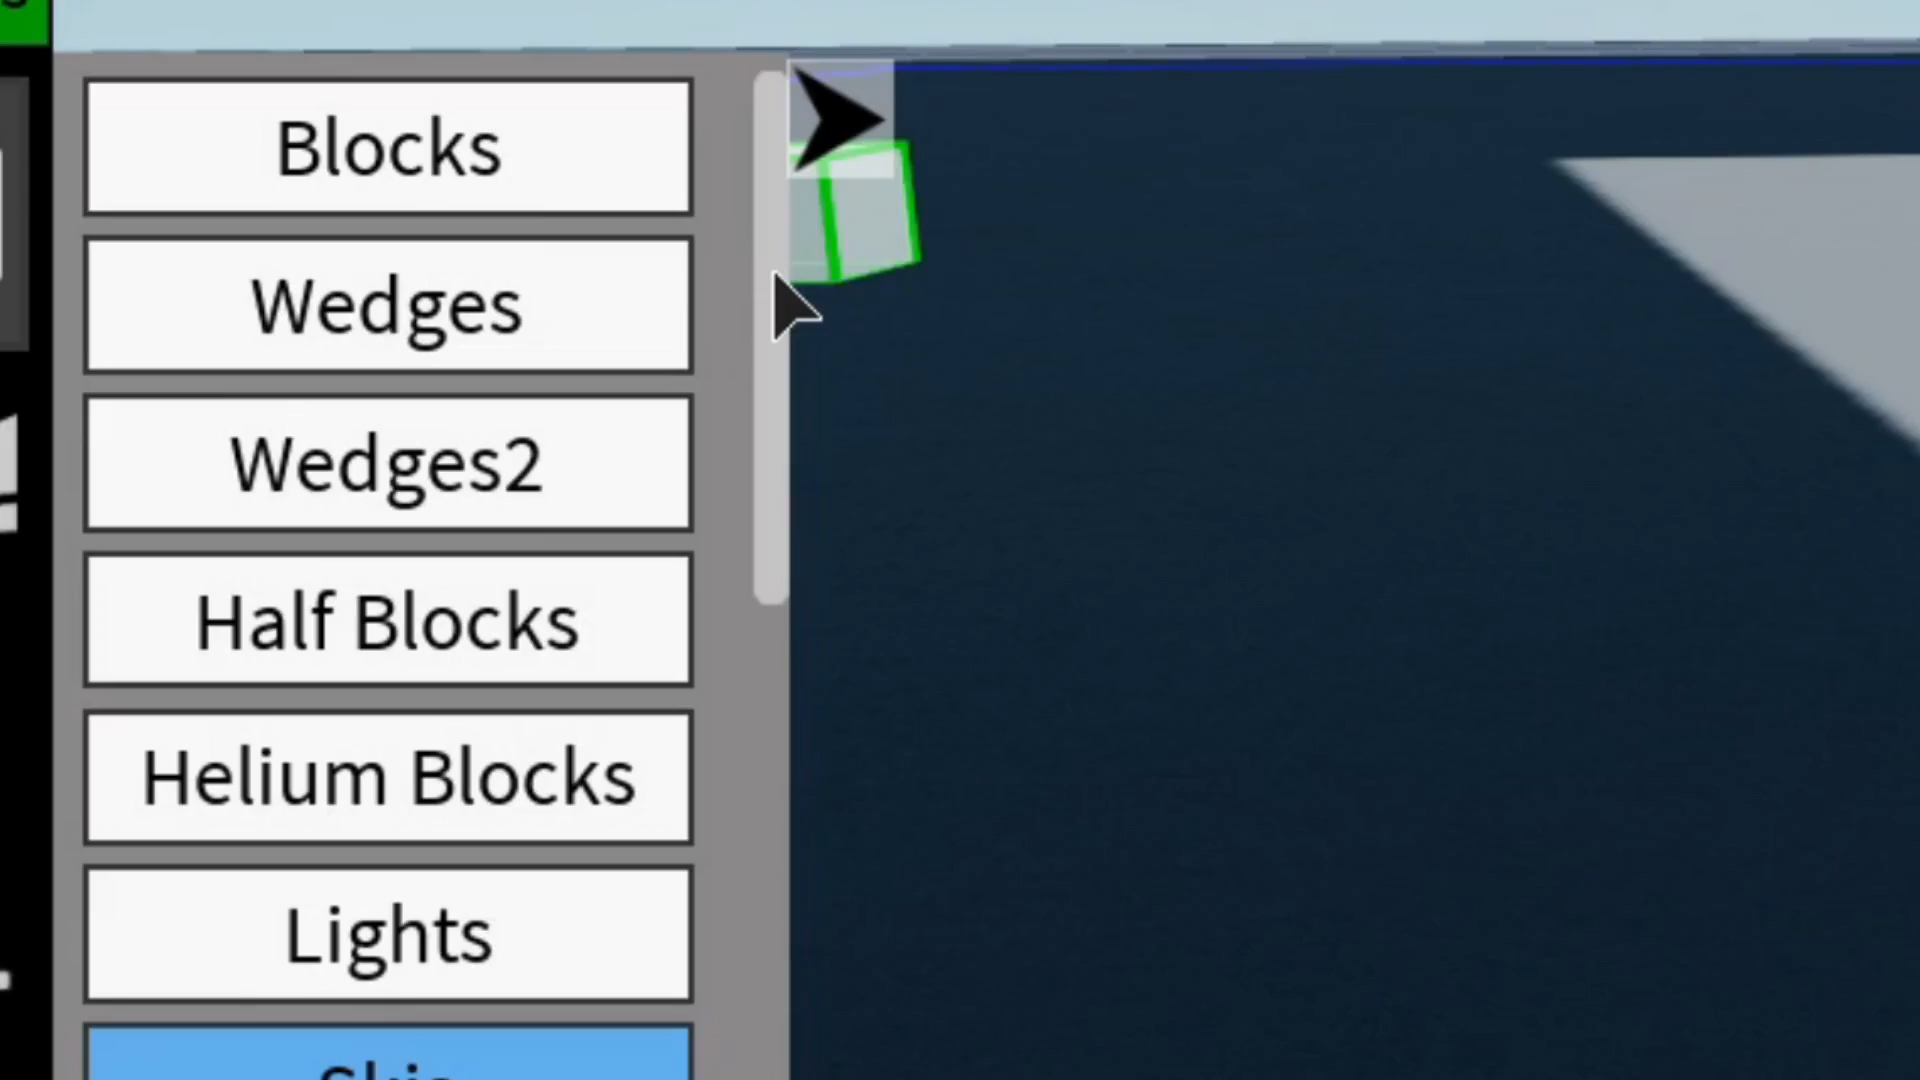 Blocks
Wedges
Wedges2
Half Blocks
Helium Blocks
Lights